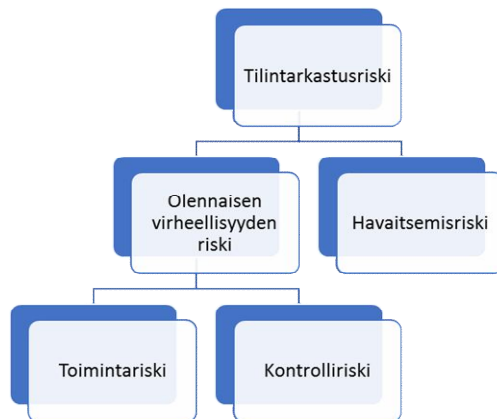 Tilintarkastusriski
Olennaisen
virheellisyyden
riski
Havaitsemisriski
Toimintariski
Kontrolliriski